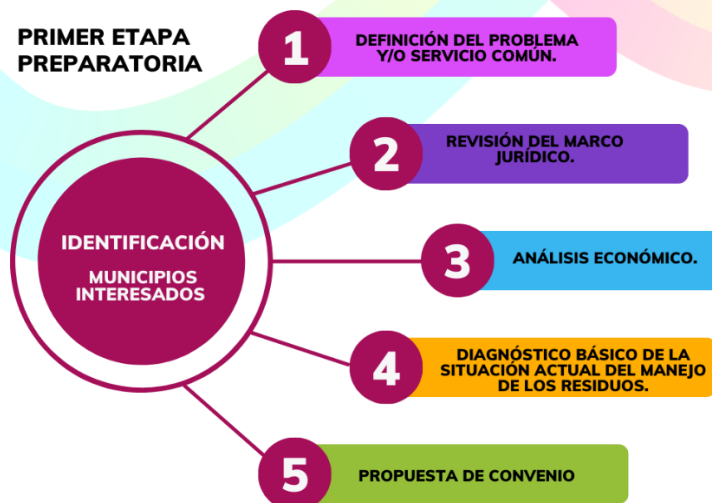 PRIMER ETAPA
PREPARATORIA
1
DEFINICIÓN DEL PROBLEMA
Y/O SERVICIO COMÚN.
2
REVISIÓN DEL MARCO
JURÍDICO.
IDENTIFICACIÓN
MUNICIPIOS
INTERESADOS
3
ANÁLISIS ECONÓMICO.
4
DIAGNÓSTICO BÁSICO DE LA
SITUACIÓN ACTUAL DEL MANEJO
DE LOS RESIDUOS.
5
PROPUESTA DE CONVENIO